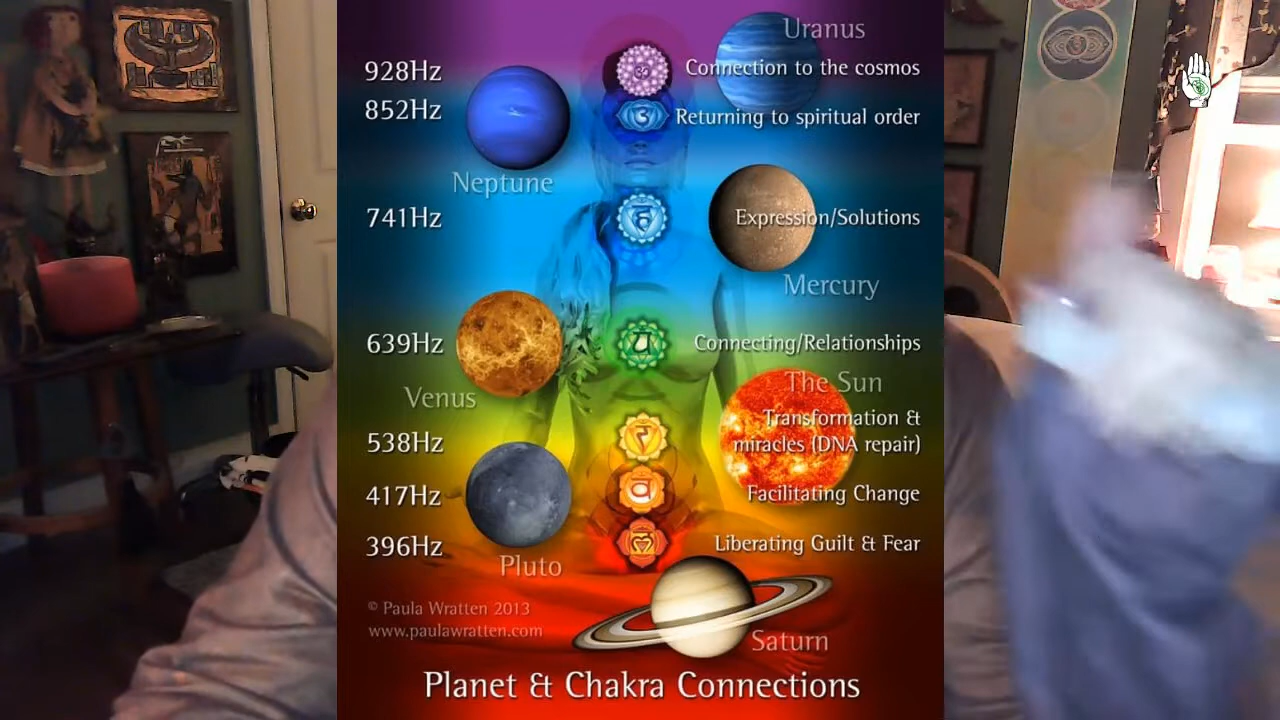 Uranus
928Hz
Connection to the cosmos
852Hz
Returning to spiritual order
Neptune
741Hz
Expression/Solutions
Mercury
639Hz
Connecting/Relationships
The Sun
Venus
Transformation &
538Hz
miracles (DNA repair)
417Hz
Facilitating Change
396Hz
Liberating Guilt & Fear
Pluto
© Paula Wratten 2013
www.paulawratten.com
Saturn
Planet & Chakra Connections